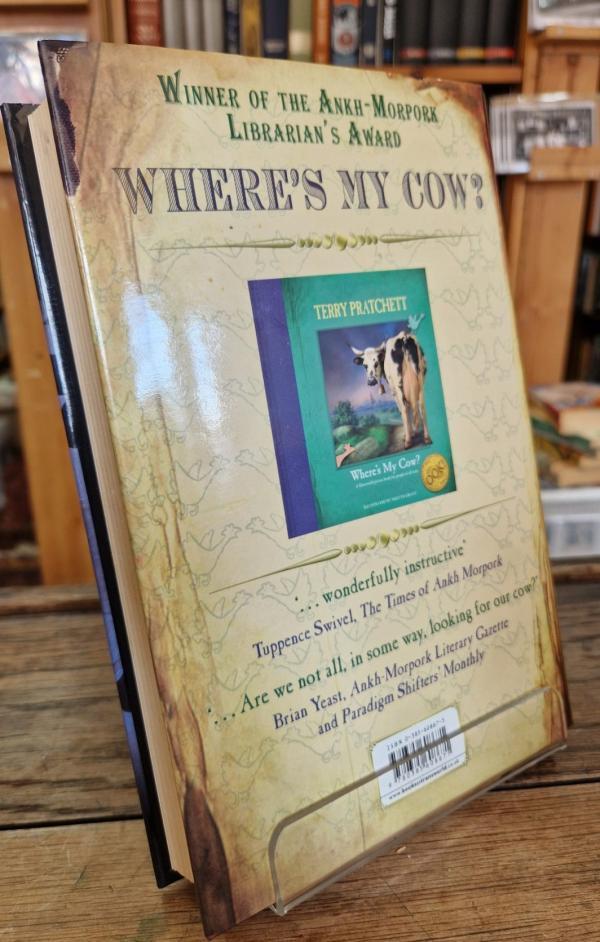 WINNER OF THE ANKH-MORPORK
LIBRARIAN'S AWARD
WHERE'S MY COW?
TERRY PRATCHETT
Where's My Cow?
OOK
'... wonderfully instructive'
Tuppence Swivel, The Times of Ankh Morpork
'... Are we not all, in some way, looking for our cow?'
Brian Yeast, Ankh-Morpork Literary Gazette
and Paradigm Shifters' Monthly